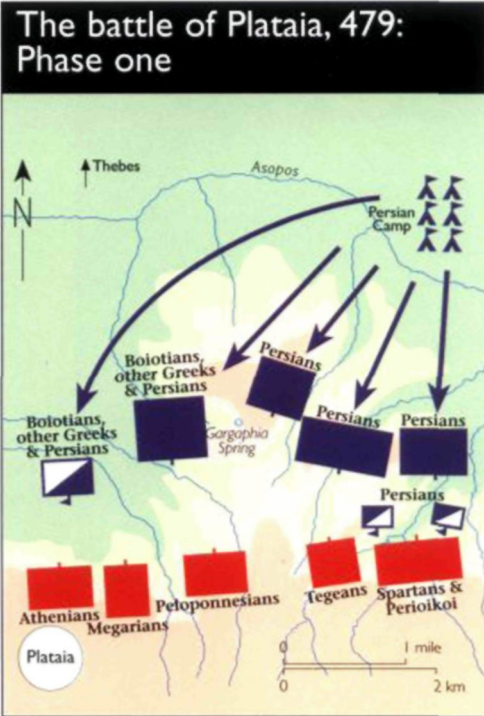 The battle of Plataia, 479:
Phase one
Thebes
Asopos
N
Persian
Camp
Boiotians,
other Greeks
& Persians
Persians
Boiotians,
other Greeks
& Persians
Gargaphia
Spring
Persians
Persians
Persians
Athenians
Megarians
Peloponnesians
Tegeans
Spartans &
Perioikoi
Plataia
0
1 mile
0
2 km